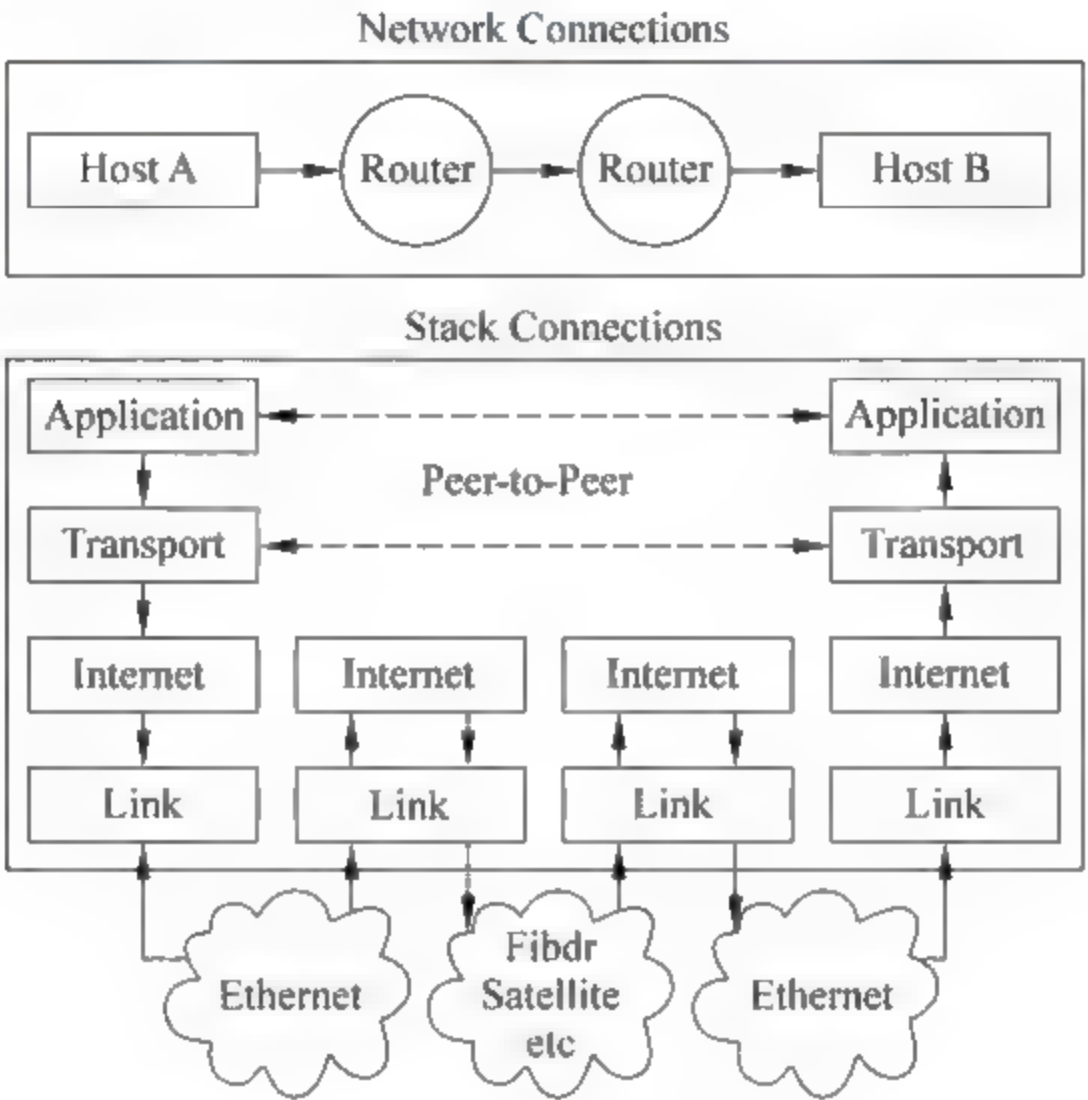 Network Connections
Host A
Router
Router
Host B
Stack Connections
Application
Application
Peer-to-Peer
Transport
Transport
Internet
Internet
Internet
Internet
Link
Link
Link
Link
Ethernet
Fibdr
Satellite
etc
Ethernet